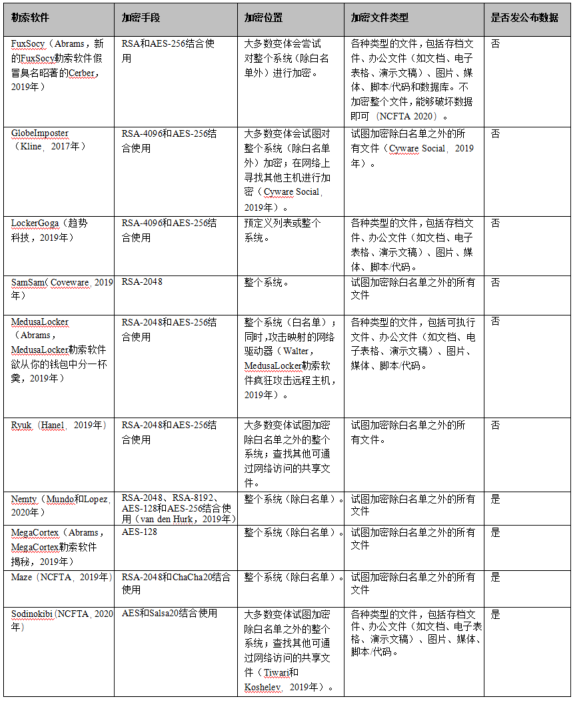 勒索软件
加密手段
加密位置
加密文件类型
是否发公布数据
FuxSocy（Abrams，新
的FuxSocy勒索软件假
冒臭名昭著的Cerber，
2019年）
RSA和AES-256结合使
用
大多数变体会尝试
对整个系统（除白名
单外）进行加密。
各种类型的文件，包括存档文
件、办公文件（如文档、电子
表格、演示文稿）、图片、媒
体、脚本/代码和数据库。不
加密整个文件，能够破坏数据
即可（NCFTA 2020）。
否
GlobeImposter
（Kline，2017年）
RSA-4096和AES-256结
合使用
大多数变体会试图对
整个系统（除白名单
外）加密；在网络上
寻找其他主机进行加
密（Cyware Social，
2019年）。
试图加密除白名单之外的所
有文件（Cyware Social，2019
年）。
否
LockerGoga（趋势
科技，2019年）
RSA-4096和AES-256结
合使用
预定义列表或整个
系统。
各种类型的文件，包括存档文
件、办公文件（如文档、电子
表格、演示文稿）、图片、媒
体、脚本/代码。
否
SamSam（Coveware，2019
年）
RSA-2048
整个系统。
试图加密除白名单之外的所有
文件
否
MedusaLocker
（Abrams，
MedusaLocker勒索软件
欲从你的钱包中分一杯
羹，2019年）
RSA-2048和AES-256结
合使用
整个系统（白名单）；
同时，攻击映射的网络
驱动器（Walter，
MedusaLocker勒索软
件疯狂攻击远程主机，
2019年）。
各种类型的文件，包括可执行
文件、办公文件（如文档、电
子表格、演示文稿）、图片、
媒体、脚本/代码。
否
Ryuk（Hanel，2019年）
RSA-2048和AES-256结
合使用
大多数变体试图加密
除白名单之外的整个
系统；查找其他可通
过网络访问的共享文
件。
试图加密除白名单之外的所
有文件。
否
Nemty（Mundo和Lopez，
2020年）
RSA-2048、RSA-8192、
AES-128和AES-256结合使
用（van den Hurk，2019年）
整个系统（除白名单）。
试图加密除白名单之外的所有
文件
是
MegaCortex（Abrams，
MegaCortex勒索软件
揭秘，2019年）
AES-128
整个系统（除白名单）。
试图加密除白名单之外的所有
文件
是
Maze（NCFTA，2019年）
RSA-2048和ChaCha20结合
使用
整个系统（除白名单）。
试图加密除白名单之外的所有
文件
是
Sodinokibi（NCFTA，2020
年）
AES和Salsa20结合使用
大多数变体试图加密
除白名单之外的整个
系统；查找其他可通
过网络访问的共享文
件（Tiwari和
Koshelev，2019年）。
各种类型的文件，包括存档文
件、办公文件（如文档、电子表
格、演示文稿）、图片、媒体、
脚本/代码。
是